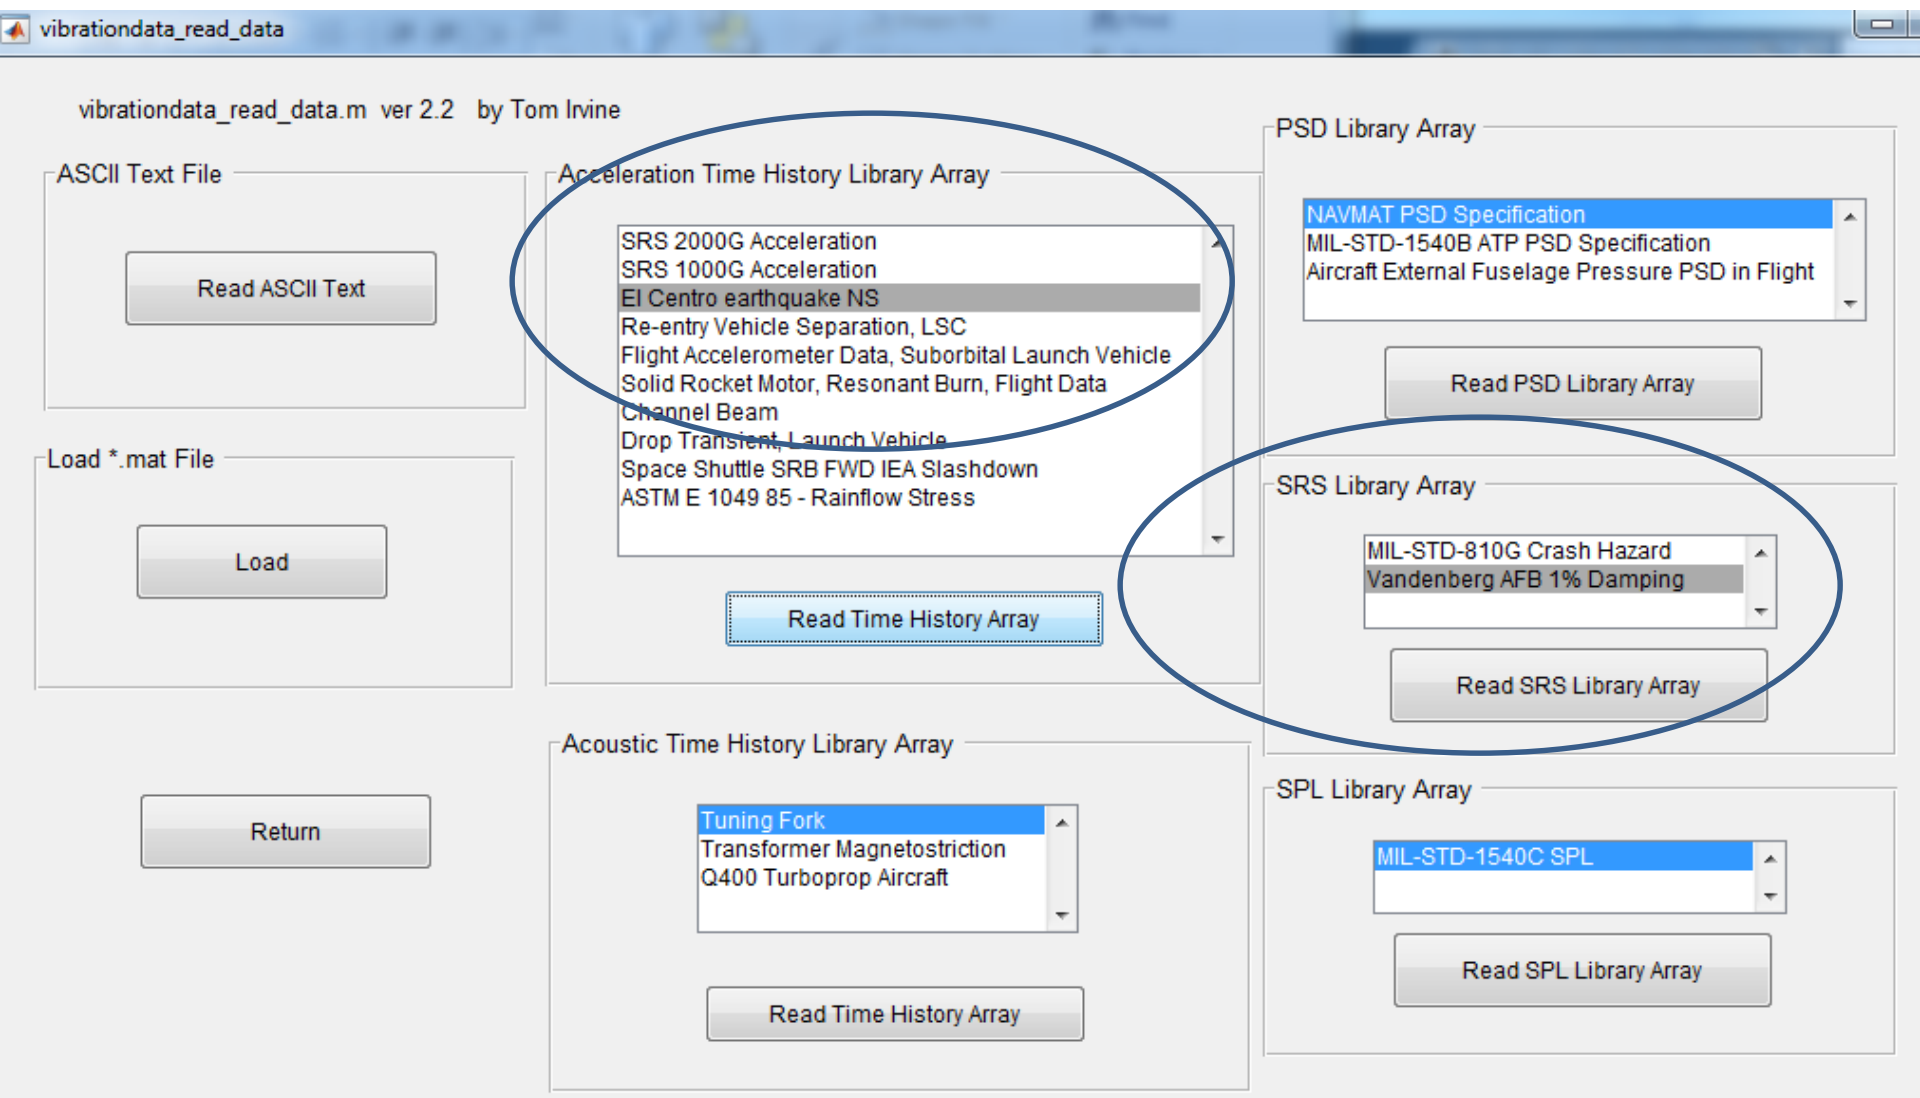 vibrationdata_read_data
vibrationdata_read_data.m ver 2.2 by Tom Irvine
ASCII Text File
Read ASCII Text
Load *.mat File
Load
Return
Acceleration Time History Library Array
SRS 2000G Acceleration
SRS 1000G Acceleration
El Centro earthquake NS
Re-entry Vehicle Separation, LSC
Flight Accelerometer Data, Suborbital Launch Vehicle
Solid Rocket Motor, Resonant Burn, Flight Data
Channel Beam
Drop Transient, Launch Vehicle
Space Shuttle SRB FWD IEA Slashdown
ASTM E 1049 85 - Rainflow Stress
Read Time History Array
Acoustic Time History Library Array
Tuning Fork
Transformer Magnetostriction
Q400 Turboprop Aircraft
Read Time History Array
PSD Library Array
NAVMAT PSD Specification
MIL-STD-1540B ATP PSD Specification
Aircraft External Fuselage Pressure PSD in Flight
Read PSD Library Array
SRS Library Array
MIL-STD-810G Crash Hazard
Vandenberg AFB 1% Damping
Read SRS Library Array
SPL Library Array
MIL-STD-1540C SPL
Read SPL Library Array